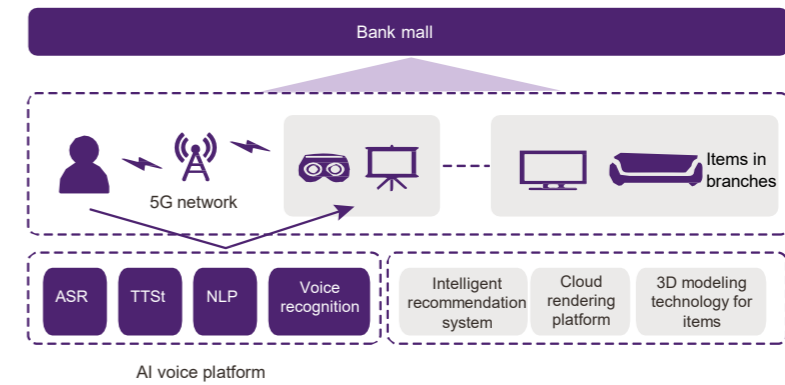 Bank mall
5G network
Items in
branches
ASR
TTSt
NLP
Voice
recognition
Intelligent
recommendation
system
Cloud
rendering
platform
3D modeling
technology for
items
AI voice platform